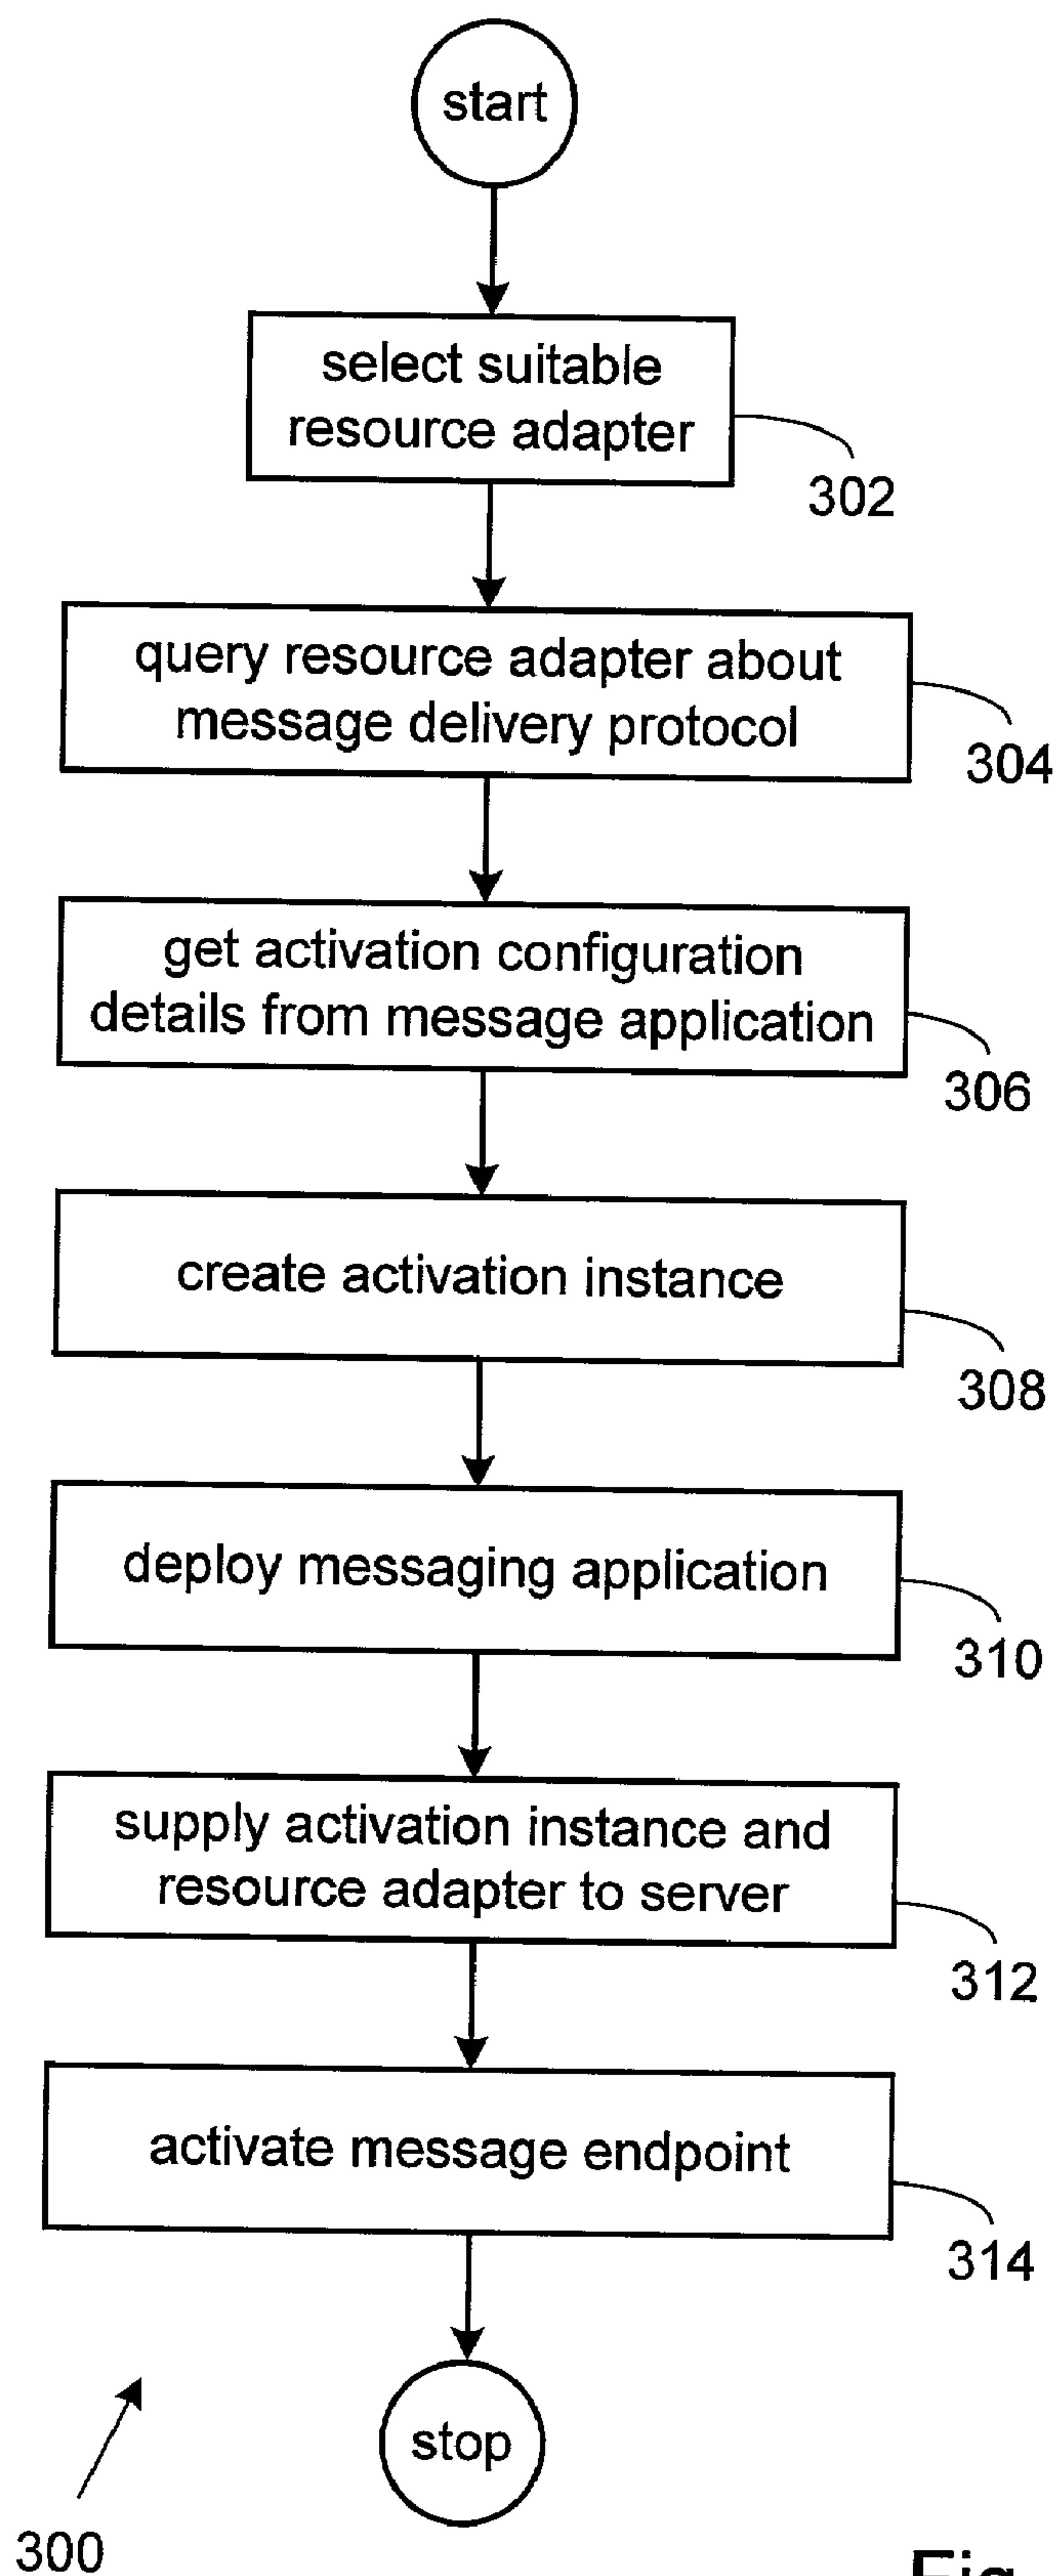 start
select suitable
resource adapter
302
query resource adapter about
message delivery protocol
304
get activation configuration
details from message application
306
create activation instance
308
deploy messaging application
310
supply activation instance and
resource adapter to server
312
activate message endpoint
314
stop
300